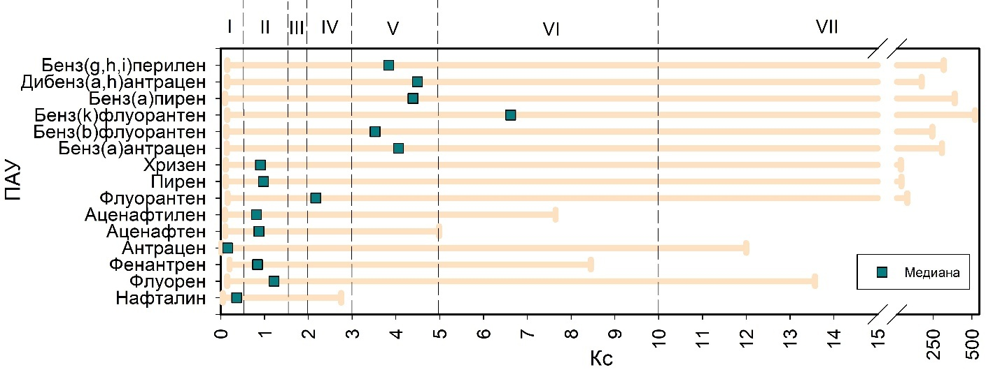 I II III IV V VI VII
Бенз(g,h,i)перилен
Дибенз(a,h)антрацен
Бенз(a)пирен
Бенз(k)флуорантен
Бенз(b)флуорантен
Бенз(a)антрацен
Хризен
Пирен
Флуорантен
Аценафтилен
Аценафтен
Антрацен
Фенантрен
Флуорен
Нафталин
ПАУ
Медиана
0 1 2 3 4 5 6 7 8 9 10 11 12 13 14 15 250 500
Кс